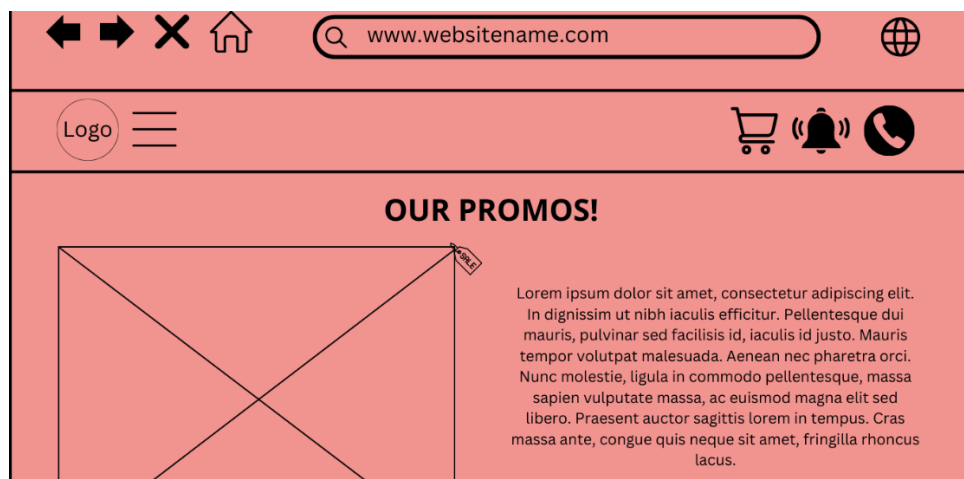 www.websitename.com
Logo
OUR PROMOS!
SALE
Lorem ipsum dolor sit amet, consectetur adipiscing elit.
In dignissim ut nibh iaculis efficitur. Pellentesque dui
mauris, pulvinar sed facilisis id, iaculis id justo. Mauris
tempor volutpat malesuada. Aenean nec pharetra orci.
Nunc molestie, ligula in commodo pellentesque, massa
sapien vulputate massa, ac euismod magna elit sed
libero. Praesent auctor sagittis lorem in tempus. Cras
massa ante, congue quis neque sit amet, fringilla rhoncus
lacus.